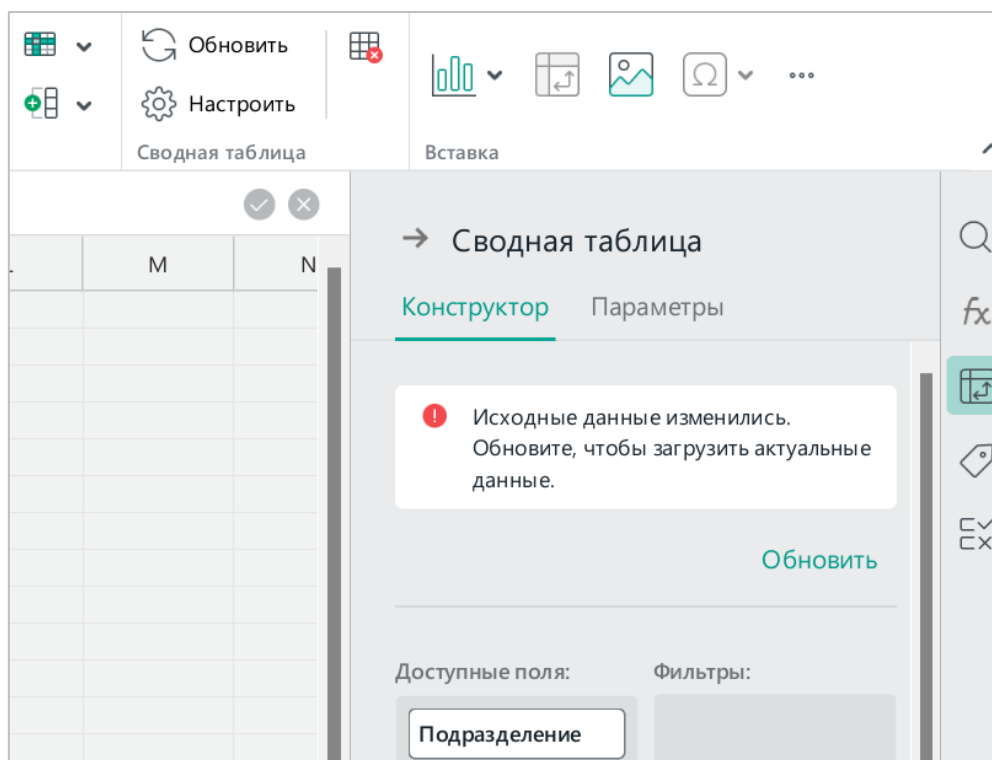 Обновить
Настроить
Сводная таблица
Вставка
Сводная таблица
M
N
Конструктор Параметры
Исходные данные изменились.
Обновите, чтобы загрузить актуальные
данные.
Обновить
Доступные поля: Фильтры:
Подразделение